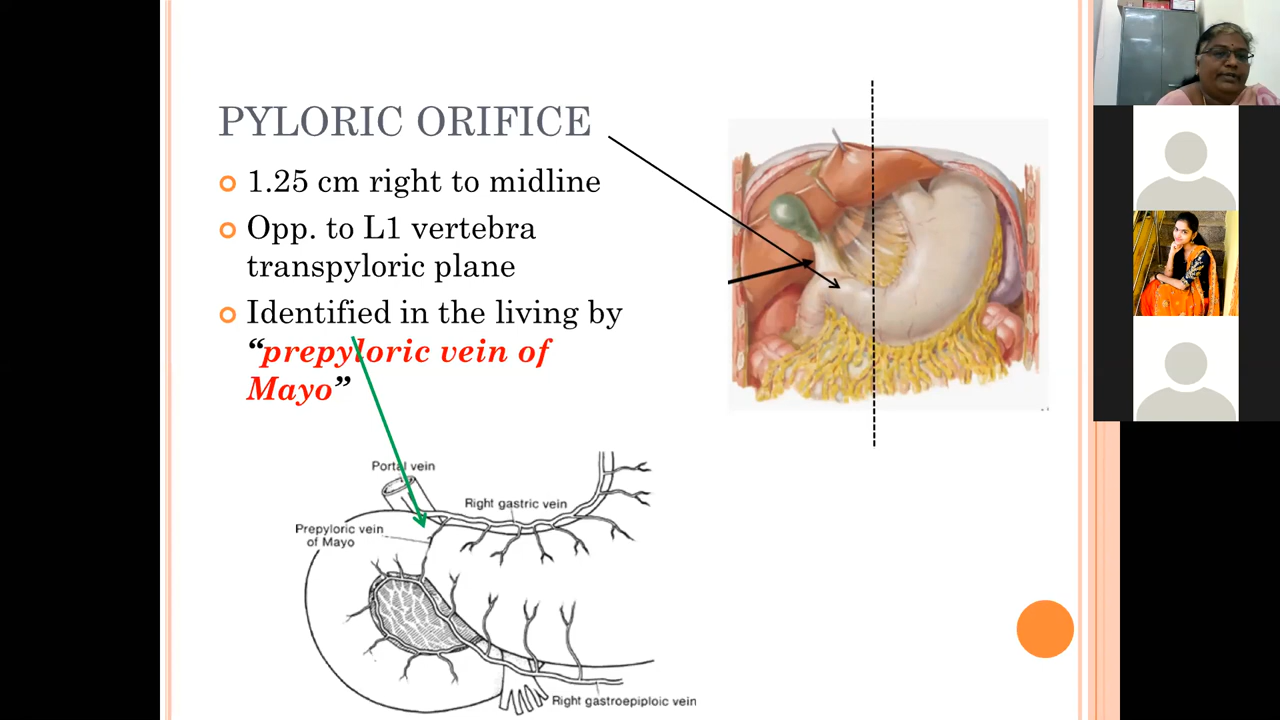 PYLORIC ORIFICE
1.25 cm right to midline
Opp. to L1 vertebra
transpyloric plane
Identified in the living by
“prepyloric vein of
Mayo”
Portal vein
Right gastric vein
Prepyloric vein
of Mayo
Right gastroepiploic vein